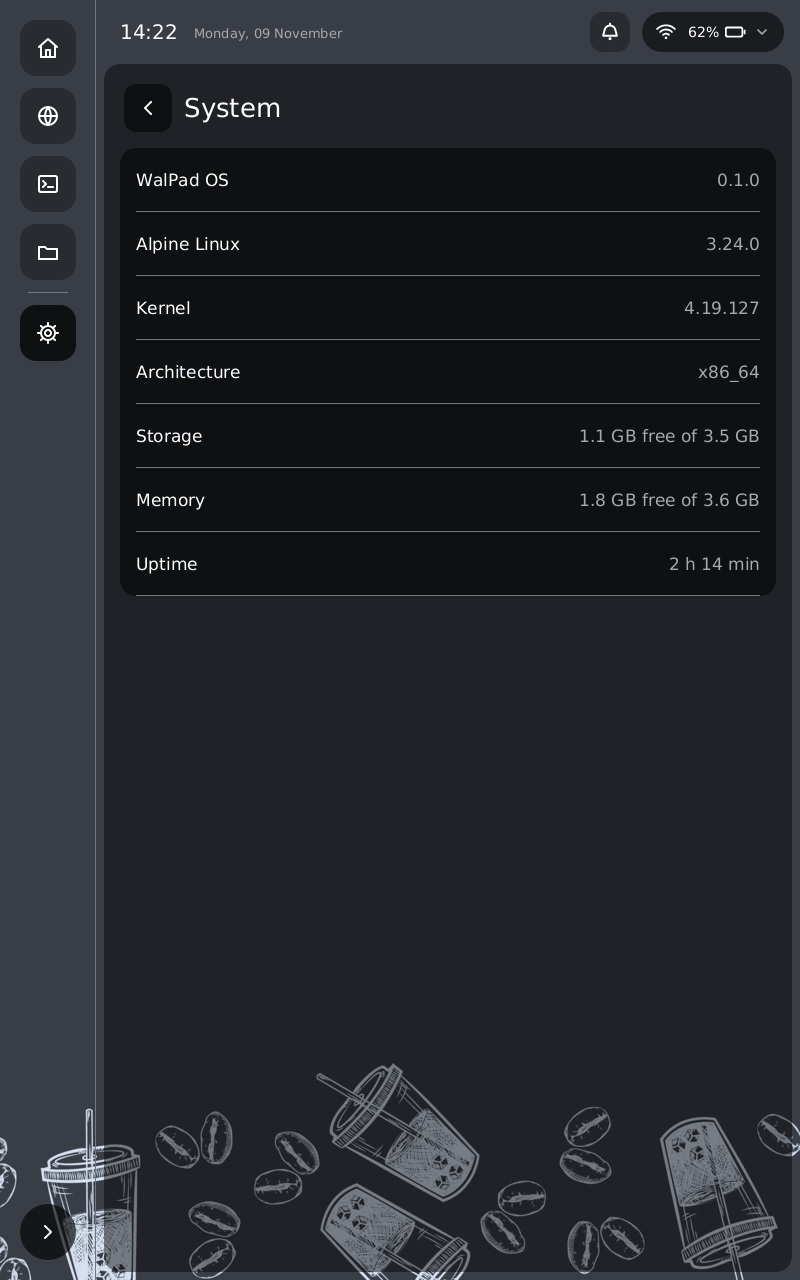 14:22 Monday, 09 November 62%
System
WalPad OS 0.1.0
Alpine Linux 3.24.0
Kernel 4.19.127
Architecture x86_64
Storage 1.1 GB free of 3.5 GB
Memory 1.8 GB free of 3.6 GB
Uptime 2 h 14 min